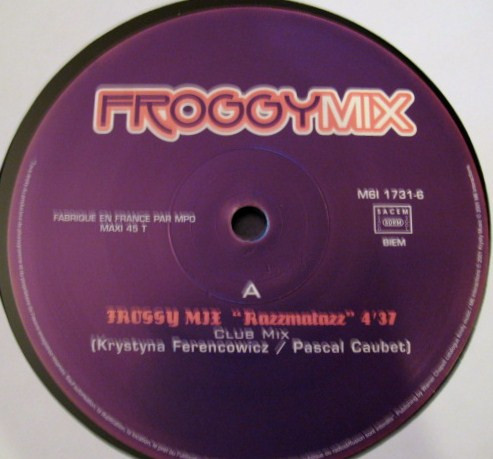 FROGGYMIX
M6I 1731-6
SACEM
SDRM
BIEM
FABRIQUE EN FRANCE PAR MPO
MAXI 45 T
A
FROGGY MIX "Razzmatazz" 4'37
CLUB MIX
(Krystyna Ferencowicz / Pascal Caubet)